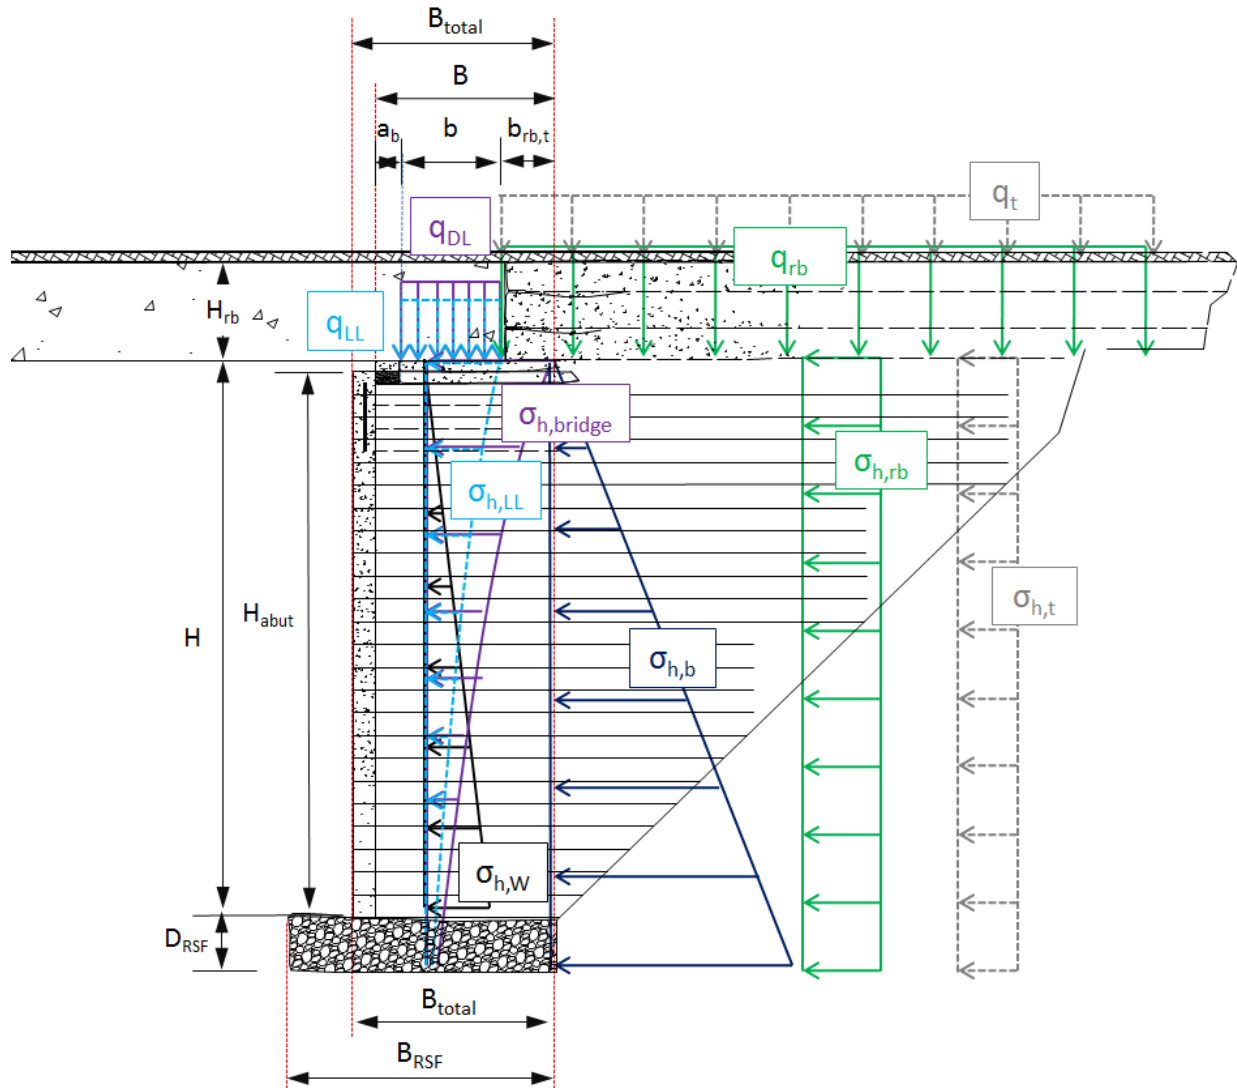 B_total
B
a_b b b_rb,t
q_t
q_DL
q_rb
H_rb
q_LL
σ_h,bridge
σ_h,rb
σ_h,LL
H_abut
σ_h,t
H
σ_h,b
σ_h,W
D_RSF
B_total
B_RSF